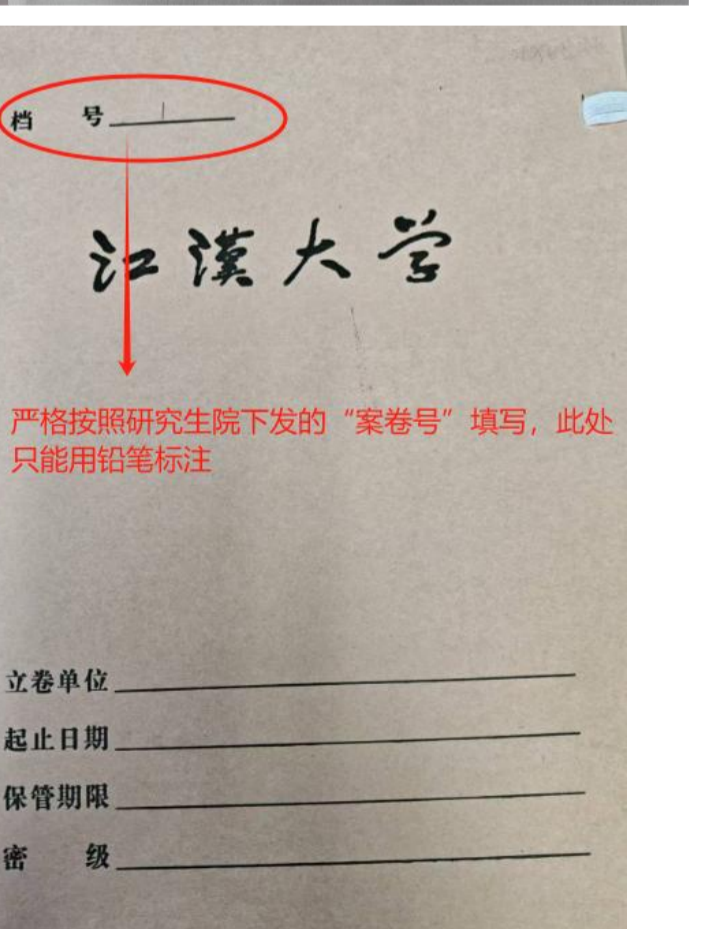 档 号
江漢大学
严格按照研究生院下发的“案卷号”填写，此处
只能用铅笔标注
立卷单位
起止日期
保管期限
密 级